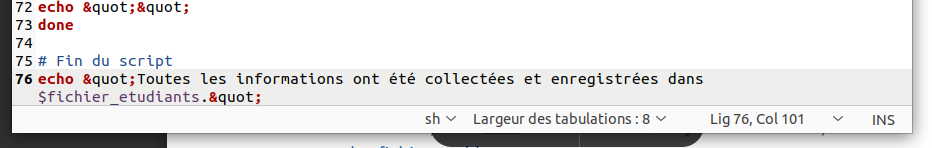 72 echo &quot;&quot;
73 done
74
75 # Fin du script
76 echo &quot;Toutes les informations ont été collectées et enregistrées dans
$fichier_etudiants.&quot;
sh Largeur des tabulations : 8 Lig 76, Col 101 INS